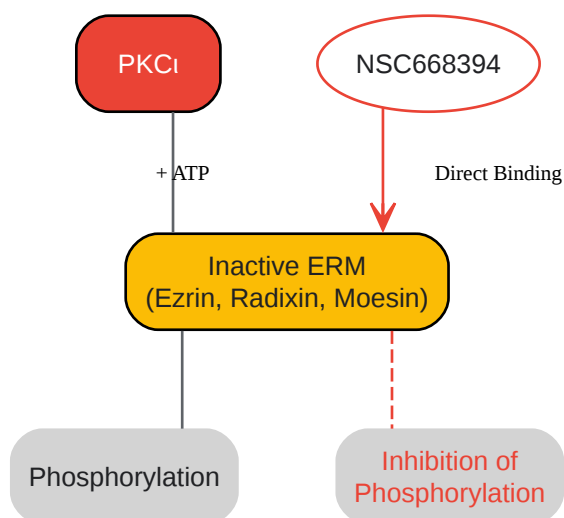 PKCι
NSC668394
+ ATP
Direct Binding
Inactive ERM
(Ezrin, Radixin, Moesin)
Phosphorylation
Inhibition of
Phosphorylation